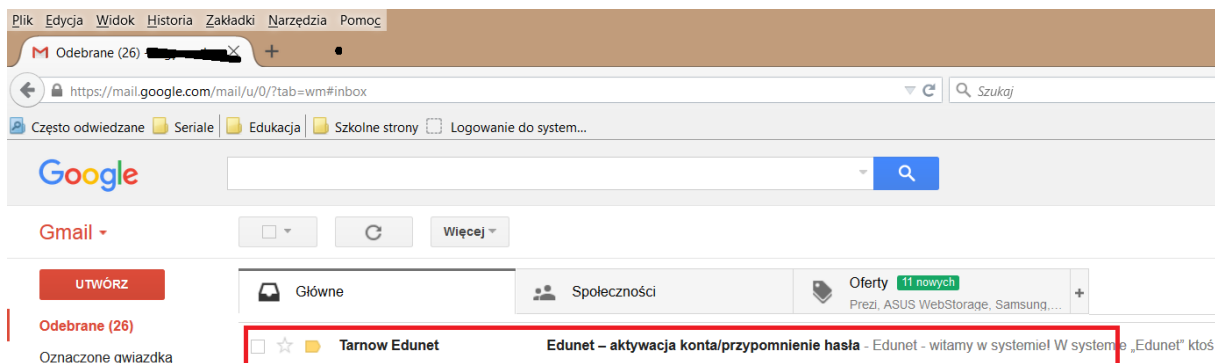 Plik Edycja Widok Historia Zakładki Narzędzia Pomoc
Odebrane (26)
https://mail.google.com/mail/u/0/?tab=wm#inbox Szukaj
Często odwiedzane Seriale Edukacja Szkolne strony Logowanie do system...
Google
Gmail Więcej
UTWÓRZ Główne Społeczności Oferty 11 nowych
Prezi, ASUS WebStorage, Samsung,... +
Odebrane (26)
Oznaczone gwiazdką Tarnow Edunet Edunet – aktywacja konta/przypomnienie hasła - Edunet - witamy w systemie! W systemie „Edunet" ktoś